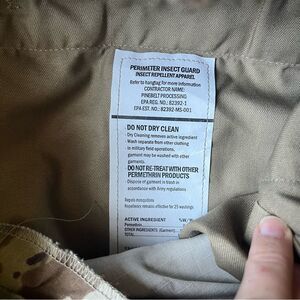 PERIMETER INSECT GUARD
INSECT REPELLENT APPAREL
Refer to hangtag for more information
CONTRACTOR NAME:
PINEBELT PROCESSING
EPA REG. NO.: 82392-1
EPA EST. NO.: 82392-MS-001
DO NOT DRY CLEAN
Dry Cleaning removes active ingredient
Wash separate from other clothing
in military field operations,
garment may be washed with other
garments.
DO NOT RE-TREAT WITH OTHER
PERMETHRIN PRODUCTS
Dispose of garment in trash in
accordance with Army regulations
Repels mosquitoes
Repellency remains effective for 25 washings
ACTIVE INGREDIENT
Permethrin
OTHER INGREDIENTS (Garment)
TOTAL